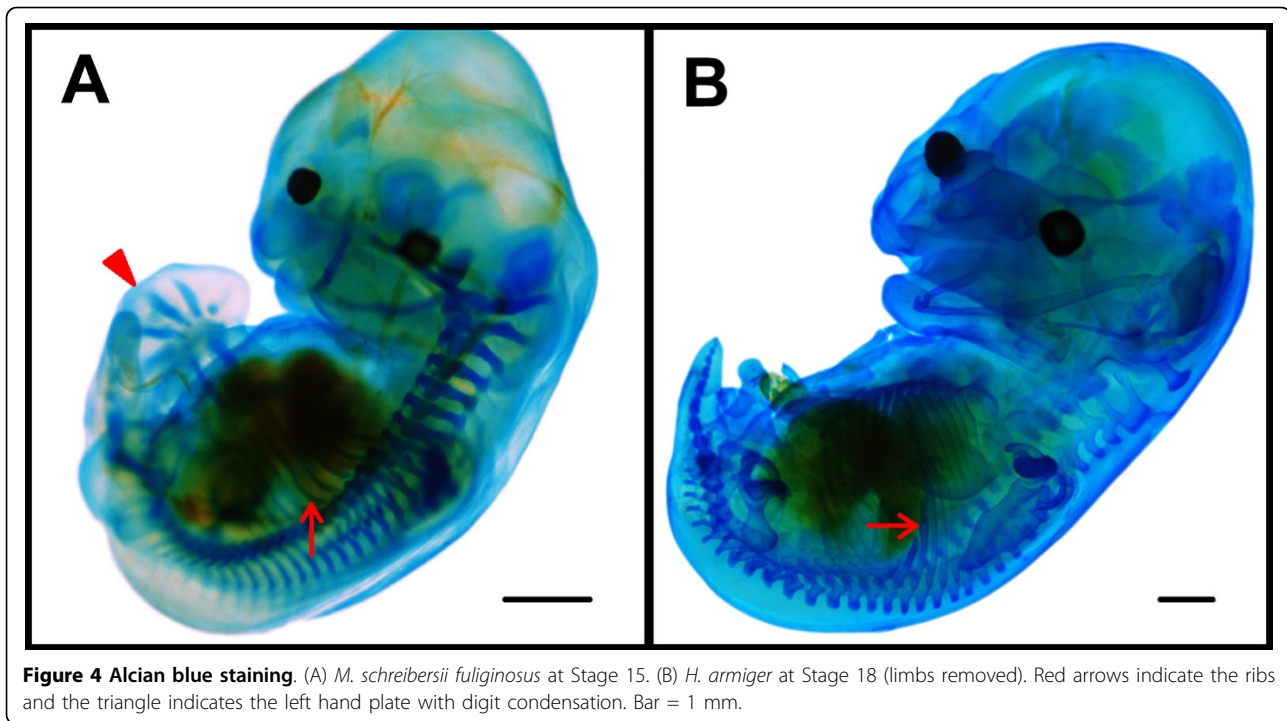 A
B
Figure 4 Alcian blue staining. (A) M. schreibersii fuliginosus at Stage 15. (B) H. armiger at Stage 18 (limbs removed). Red arrows indicate the ribs
and the triangle indicates the left hand plate with digit condensation. Bar = 1 mm.